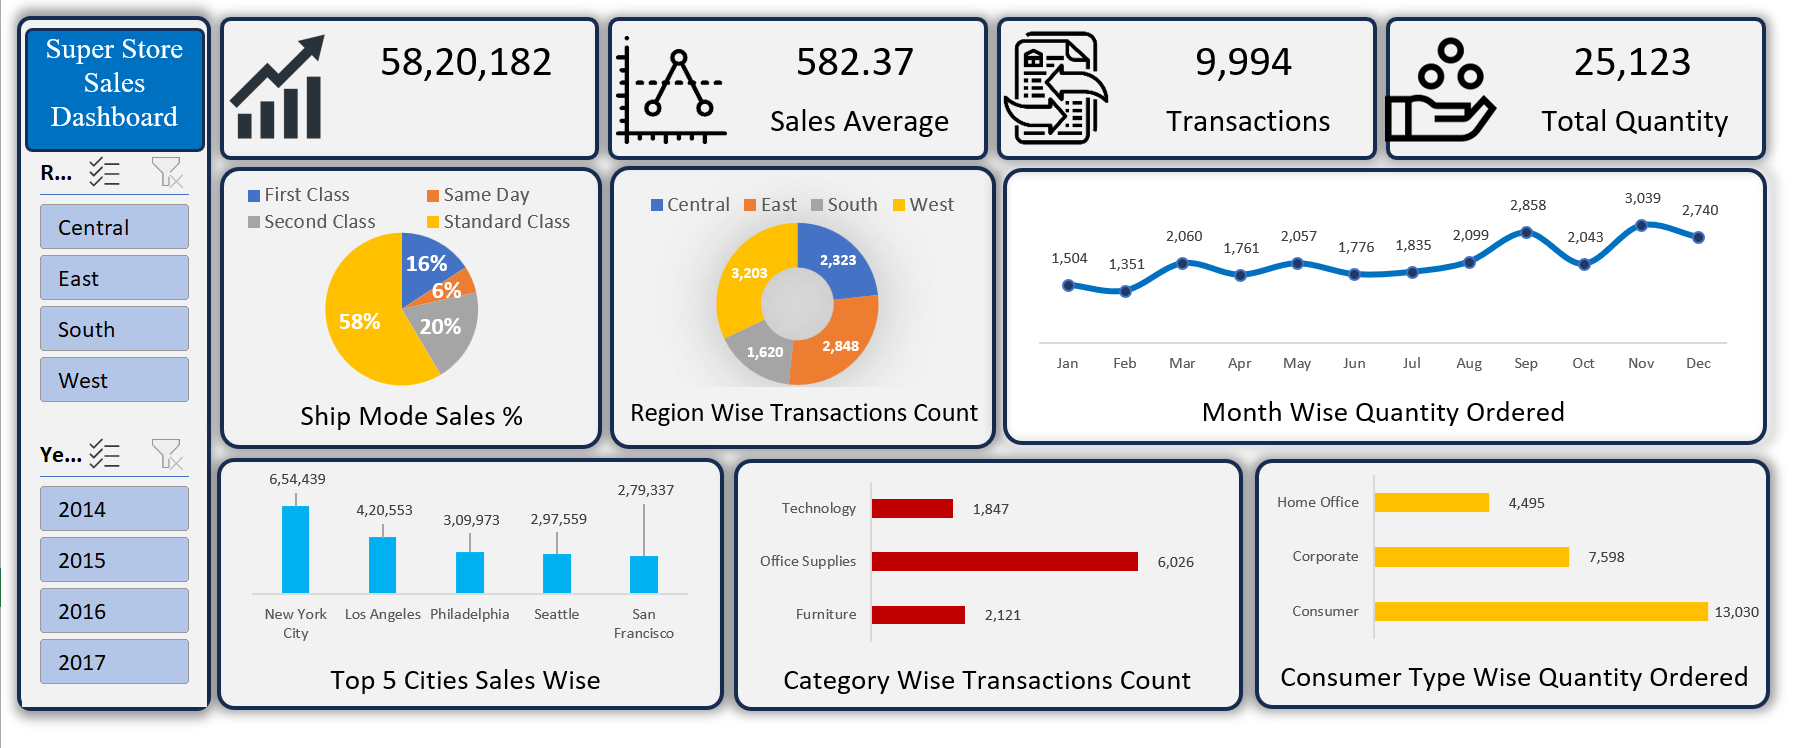 Super Store
Sales
Dashboard
R...
Central
East
South
West
Ye...
2014
2015
2016
2017
58,20,182
582.37
Sales Average
9,994
Transactions
25,123
Total Quantity
First Class
Same Day
Second Class
Standard Class
16%
6%
20%
58%
Ship Mode Sales %
Central
East
South
West
2,323
2,848
1,620
3,203
Region Wise Transactions Count
1,504
1,351
2,060
1,761
2,057
1,776
1,835
2,099
2,858
2,043
3,039
2,740
Jan
Feb
Mar
Apr
May
Jun
Jul
Aug
Sep
Oct
Nov
Dec
Month Wise Quantity Ordered
6,54,439
4,20,553
3,09,973
2,97,559
2,79,337
New York
City
Los Angeles
Philadelphia
Seattle
San
Francisco
Top 5 Cities Sales Wise
Technology
1,847
Office Supplies
6,026
Furniture
2,121
Category Wise Transactions Count
Home Office
4,495
Corporate
7,598
Consumer
13,030
Consumer Type Wise Quantity Ordered